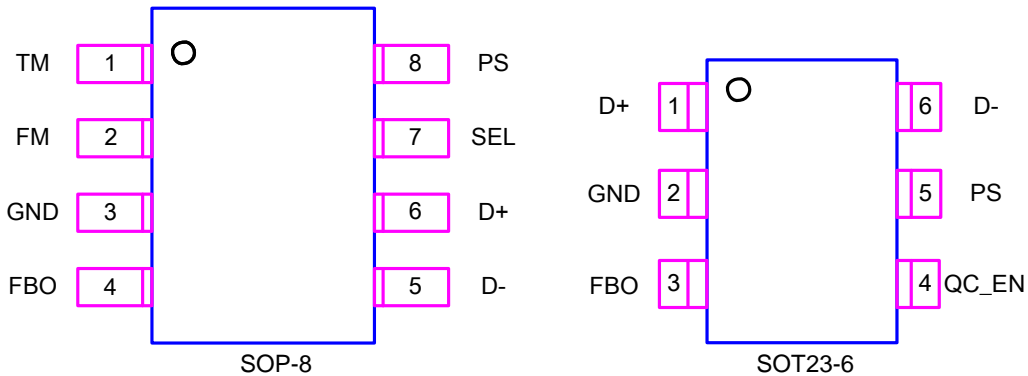 TM 1 8 PS
FM 2 7 SEL
GND 3 6 D+
FBO 4 5 D-
SOP-8
D+ 1 6 D-
GND 2 5 PS
FBO 3 4 QC_EN
SOT23-6